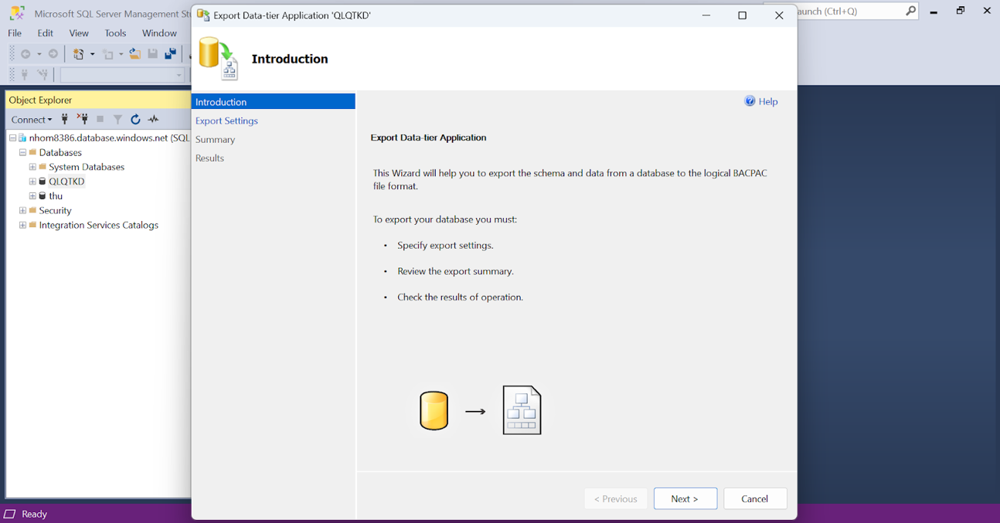 Microsoft SQL Server Management Stu
Export Data-tier Application 'QLQTKD'
aunch (Ctrl+Q)
File Edit View Tools Window
Introduction
Object Explorer
Connect
nhom8386.database.windows.net (SQL
Databases
System Databases
QLQTKD
thu
Security
Integration Services Catalogs
Introduction
Export Settings
Summary
Results
Help
Export Data-tier Application
This Wizard will help you to export the schema and data from a database to the logical BACPAC
file format.
To export your database you must:
• Specify export settings.
• Review the export summary.
• Check the results of operation.
< Previous
Next >
Cancel
Ready